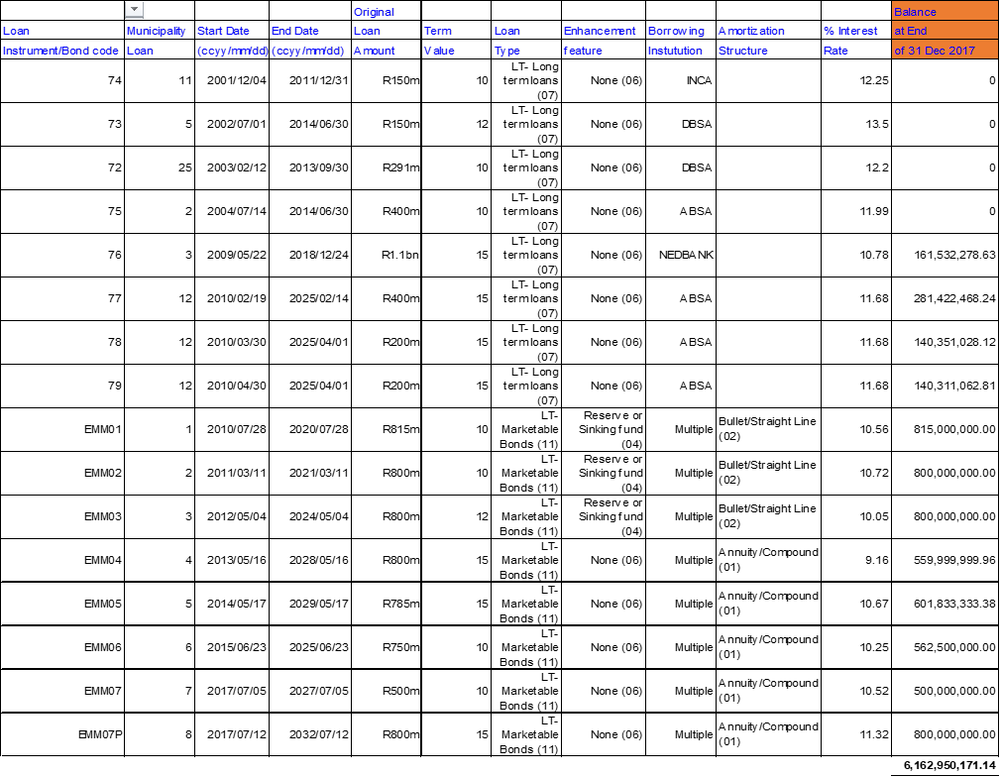 Loan Instrument/Bond code | Municipality Loan | Start Date (ccyy/mm/dd) | End Date (ccyy/mm/dd) | Original Loan Amount | Term Value | Loan Type | Enhancement feature | Borrowing Instutution | Amortization Structure | % Interest Rate | Balance at End of 31 Dec 2017
74 | 11 | 2001/12/04 | 2011/12/31 | R150m | 10 | LT- Long term loans (07) | None (06) | INCA | | 12.25 | 0
73 | 5 | 2002/07/01 | 2014/06/30 | R150m | 12 | LT- Long term loans (07) | None (06) | DBSA | | 13.5 | 0
72 | 25 | 2003/02/12 | 2013/09/30 | R291m | 10 | LT- Long term loans (07) | None (06) | DBSA | | 12.2 | 0
75 | 2 | 2004/07/14 | 2014/06/30 | R400m | 10 | LT- Long term loans (07) | None (06) | ABSA | | 11.99 | 0
76 | 3 | 2009/05/22 | 2018/12/24 | R1.1bn | 15 | LT- Long term loans (07) | None (06) | NEDBANK | | 10.78 | 161,532,278.63
77 | 12 | 2010/02/19 | 2025/02/14 | R400m | 15 | LT- Long term loans (07) | None (06) | ABSA | | 11.68 | 281,422,468.24
78 | 12 | 2010/03/30 | 2025/04/01 | R200m | 15 | LT- Long term loans (07) | None (06) | ABSA | | 11.68 | 140,351,028.12
79 | 12 | 2010/04/30 | 2025/04/01 | R200m | 15 | LT- Long term loans (07) | None (06) | ABSA | | 11.68 | 140,311,062.81
EMM01 | 1 | 2010/07/28 | 2020/07/28 | R815m | 10 | LT- Marketable Bonds (11) | Reserve or Sinking fund (04) | Multiple | Bullet/Straight Line (02) | 10.56 | 815,000,000.00
EMM02 | 2 | 2011/03/11 | 2021/03/11 | R800m | 10 | LT- Marketable Bonds (11) | Reserve or Sinking fund (04) | Multiple | Bullet/Straight Line (02) | 10.72 | 800,000,000.00
EMM03 | 3 | 2012/05/04 | 2024/05/04 | R800m | 12 | LT- Marketable Bonds (11) | Reserve or Sinking fund (04) | Multiple | Bullet/Straight Line (02) | 10.05 | 800,000,000.00
EMM04 | 4 | 2013/05/16 | 2028/05/16 | R800m | 15 | LT- Marketable Bonds (11) | None (06) | Multiple | Annuity/Compound (01) | 9.16 | 559,999,999.96
EMM05 | 5 | 2014/05/17 | 2029/05/17 | R785m | 15 | LT- Marketable Bonds (11) | None (06) | Multiple | Annuity/Compound (01) | 10.67 | 601,833,333.38
EMM06 | 6 | 2015/06/23 | 2025/06/23 | R750m | 10 | LT- Marketable Bonds (11) | None (06) | Multiple | Annuity/Compound (01) | 10.25 | 562,500,000.00
EMM07 | 7 | 2017/07/05 | 2027/07/05 | R500m | 10 | LT- Marketable Bonds (11) | None (06) | Multiple | Annuity/Compound (01) | 10.52 | 500,000,000.00
EMM07P | 8 | 2017/07/12 | 2032/07/12 | R800m | 15 | LT- Marketable Bonds (11) | None (06) | Multiple | Annuity/Compound (01) | 11.32 | 800,000,000.00
6,162,950,171.14